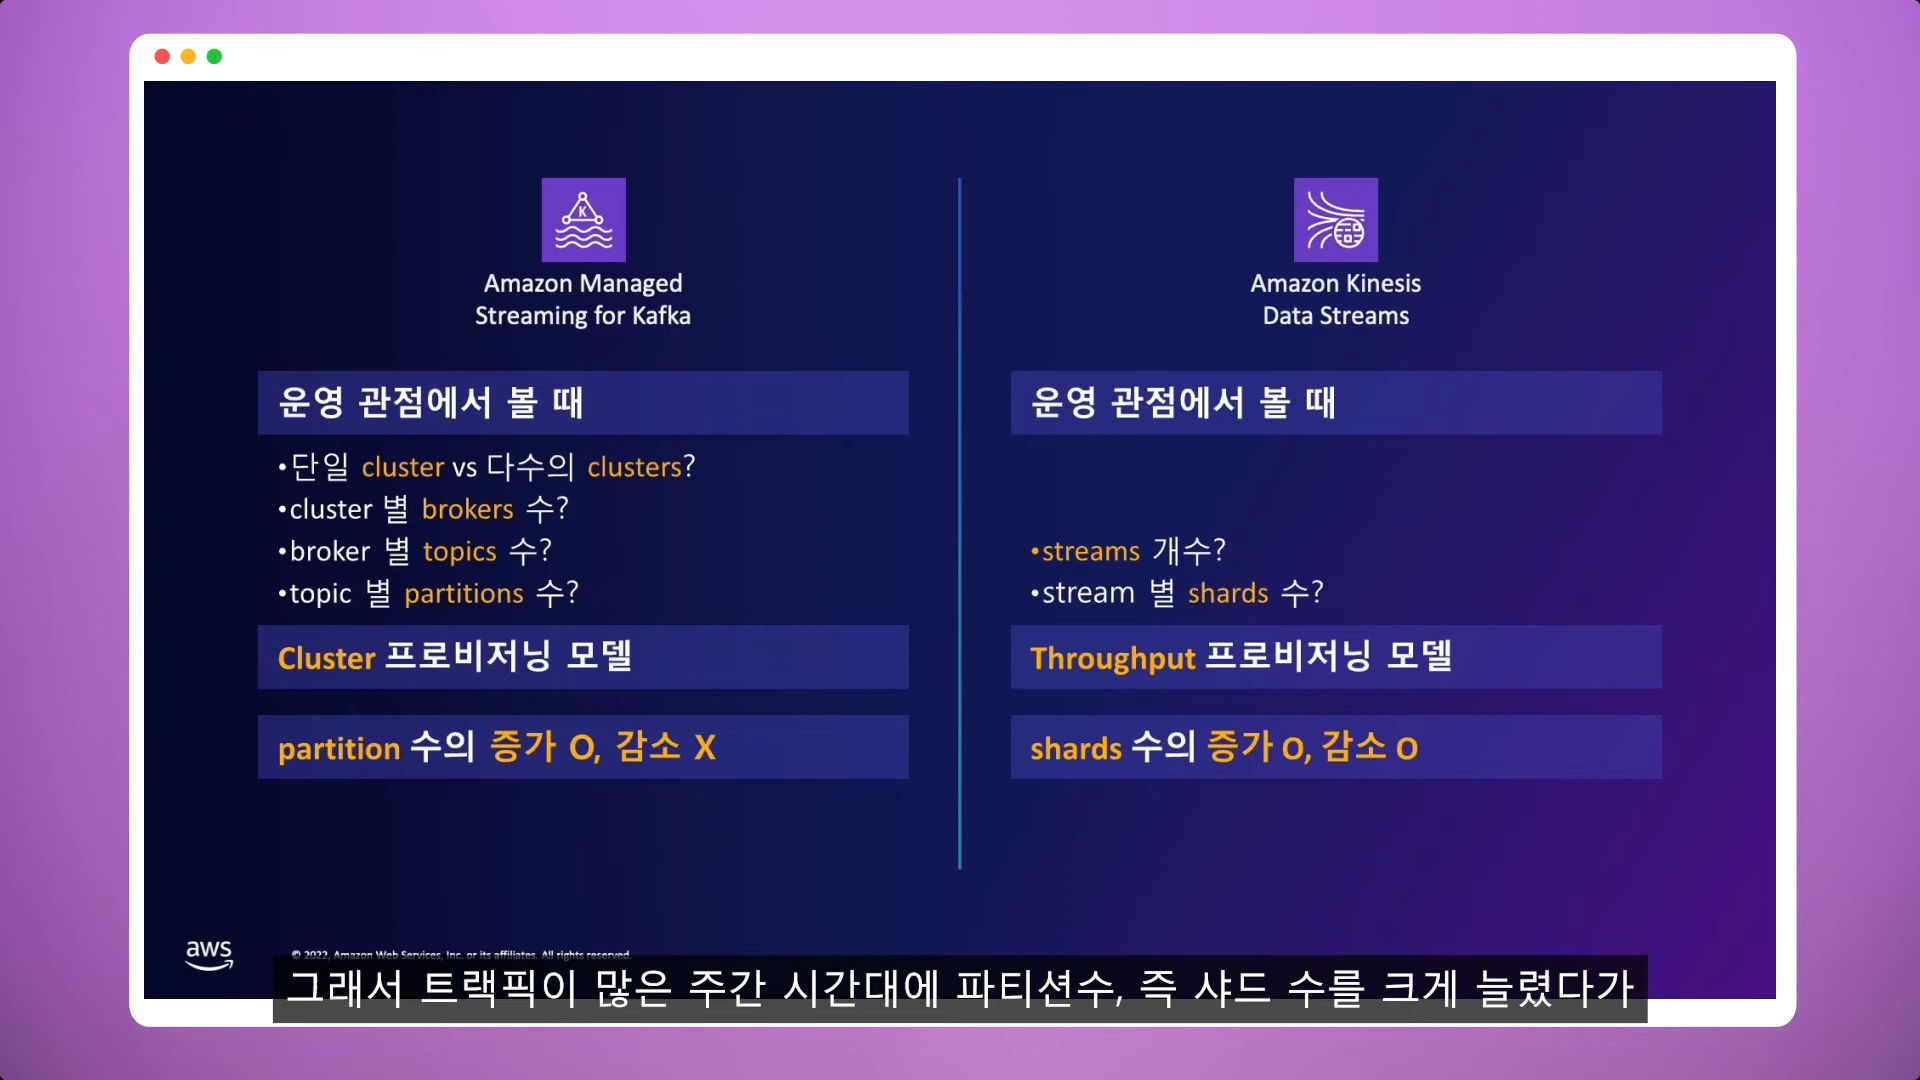 K
Amazon Managed
Streaming for Kafka
운영 관점에서 볼 때
•단일 cluster vs 다수의 clusters?
•cluster 별 brokers 수?
•broker 별 topics 수?
•topic 별 partitions 수?
Cluster 프로비저닝 모델
partition 수의 증가 O, 감소 X
Amazon Kinesis
Data Streams
운영 관점에서 볼 때
•streams 개수?
•stream 별 shards 수?
Throughput 프로비저닝 모델
shards 수의 증가 O, 감소 O
aws
© 2022, Amazon Web Services, Inc. or its affiliates. All rights reserved.
그래서 트랙픽이 많은 주간 시간대에 파티션수, 즉 샤드 수를 크게 늘렸다가